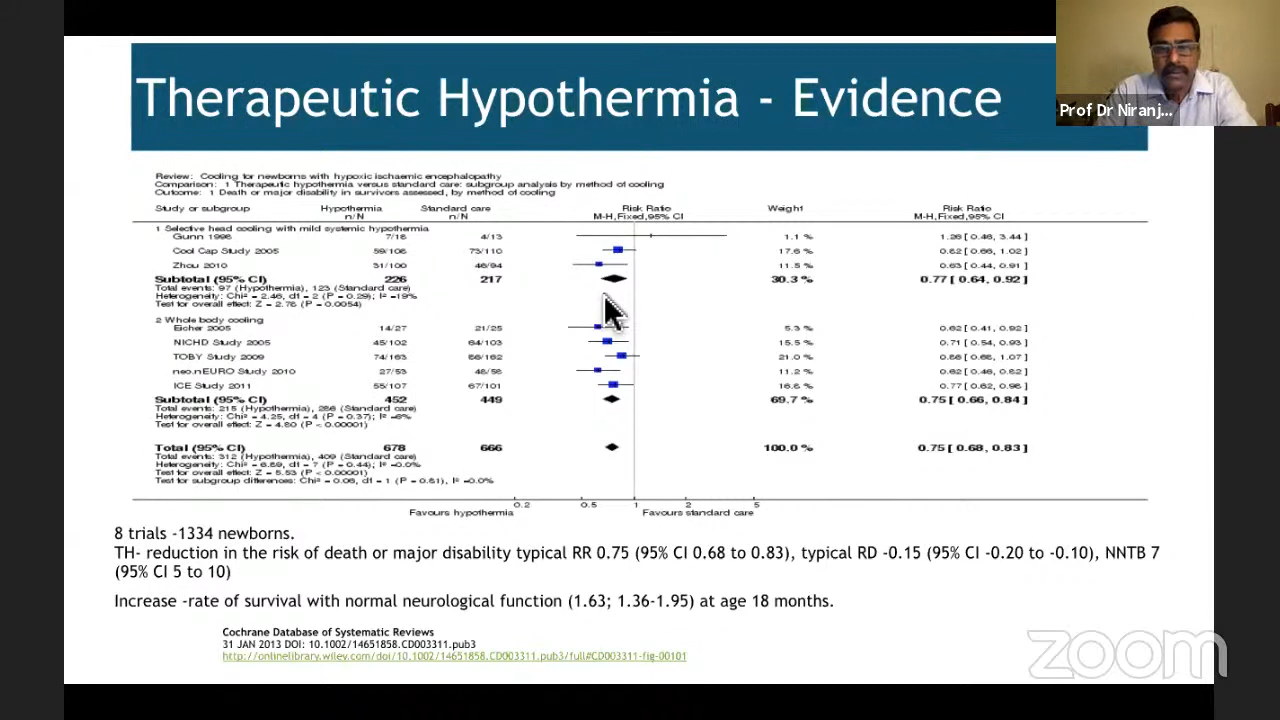 Therapeutic Hypothermia - Evidence
Prof Dr Niranj...
Review: Cooling for newborns with hypoxic ischaemic encephalopathy
Comparison: 1 Therapeutic hypothermia versus standard care: subgroup analysis by method of cooling
Outcome: 1 Death or major disability in survivors assessed, by method of cooling
Study or subgroup Hypothermia Standard care Risk Ratio Weight Risk Ratio
n/N n/N M-H,Fixed,95% CI M-H,Fixed,95% CI
1 Selective head cooling with mild systemic hypothermia
Gunn 1998 7/18 4/13 1.1 % 1.26 [ 0.46, 3.44 ]
Cool Cap Study 2005 59/108 73/110 17.6 % 0.82 [ 0.66, 1.02 ]
Zhou 2010 31/100 46/94 11.5 % 0.63 [ 0.44, 0.91 ]
Subtotal (95% CI) 226 217 30.3 % 0.77 [ 0.64, 0.92 ]
Total events: 97 (Hypothermia), 123 (Standard care)
Heterogeneity: Chi² = 2.46, df = 2 (P = 0.29); I² =19%
Test for overall effect: Z = 2.78 (P = 0.0054)
2 Whole body cooling
Eicher 2005 14/27 21/25 5.3 % 0.62 [ 0.41, 0.92 ]
NICHD Study 2005 45/102 64/103 15.5 % 0.71 [ 0.54, 0.93 ]
TOBY Study 2009 74/163 86/162 21.0 % 0.86 [ 0.68, 1.07 ]
neo.nEURO Study 2010 27/53 48/58 11.2 % 0.62 [ 0.46, 0.82 ]
ICE Study 2011 55/107 67/101 16.8 % 0.77 [ 0.62, 0.98 ]
Subtotal (95% CI) 452 449 69.7 % 0.75 [ 0.66, 0.84 ]
Total events: 215 (Hypothermia), 286 (Standard care)
Heterogeneity: Chi² = 4.25, df = 4 (P = 0.37); I² =6%
Test for overall effect: Z = 4.80 (P < 0.00001)
Total (95% CI) 678 666 100.0 % 0.75 [ 0.68, 0.83 ]
Total events: 312 (Hypothermia), 409 (Standard care)
Heterogeneity: Chi² = 6.89, df = 7 (P = 0.44); I² =0.0%
Test for overall effect: Z = 5.53 (P < 0.00001)
Test for subgroup differences: Chi² = 0.06, df = 1 (P = 0.81), I² =0.0%
0.2 0.5 1 2 5
Favours hypothermia Favours standard care
8 trials -1334 newborns.
TH- reduction in the risk of death or major disability typical RR 0.75 (95% CI 0.68 to 0.83), typical RD -0.15 (95% CI -0.20 to -0.10), NNTB 7
(95% CI 5 to 10)
Increase -rate of survival with normal neurological function (1.63; 1.36-1.95) at age 18 months.
Cochrane Database of Systematic Reviews
31 JAN 2013 DOI: 10.1002/14651858.CD003311.pub3
http://onlinelibrary.wiley.com/doi/10.1002/14651858.CD003311.pub3/full#CD003311-fig-00101
zoom